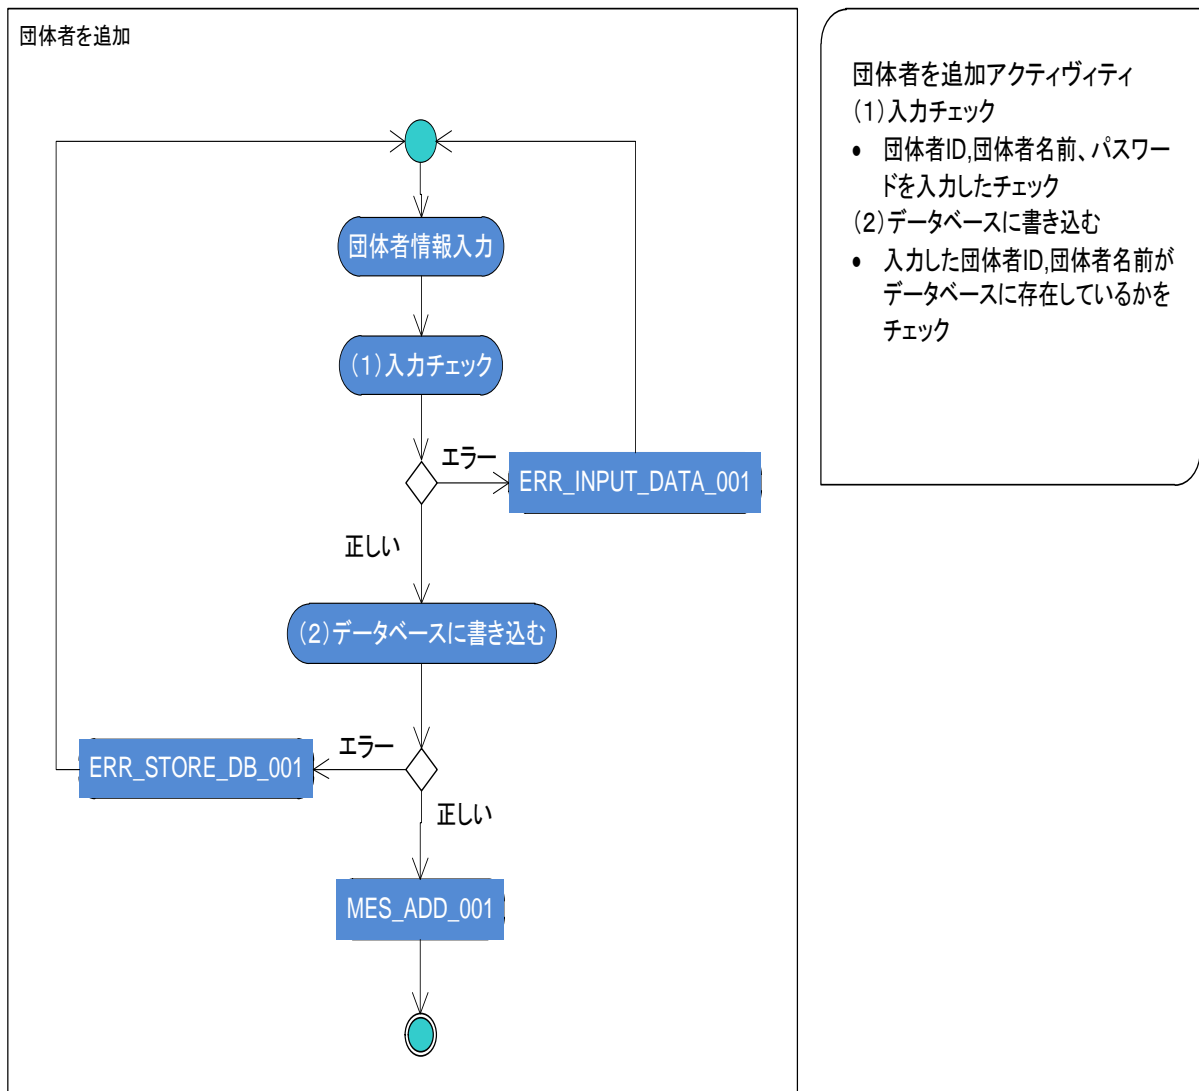 団体者を追加
団体者情報入力
(1)入力チェック
エラー
ERR_INPUT_DATA_001
正しい
(2)データベースに書き込む
エラー
ERR_STORE_DB_001
正しい
MES_ADD_001
団体者を追加アクティヴィティ
(1)入力チェック
• 団体者ID,団体者名前、パスワー
ドを入力したチェック
(2)データベースに書き込む
• 入力した団体者ID,団体者名前が
データベースに存在しているかを
チェック